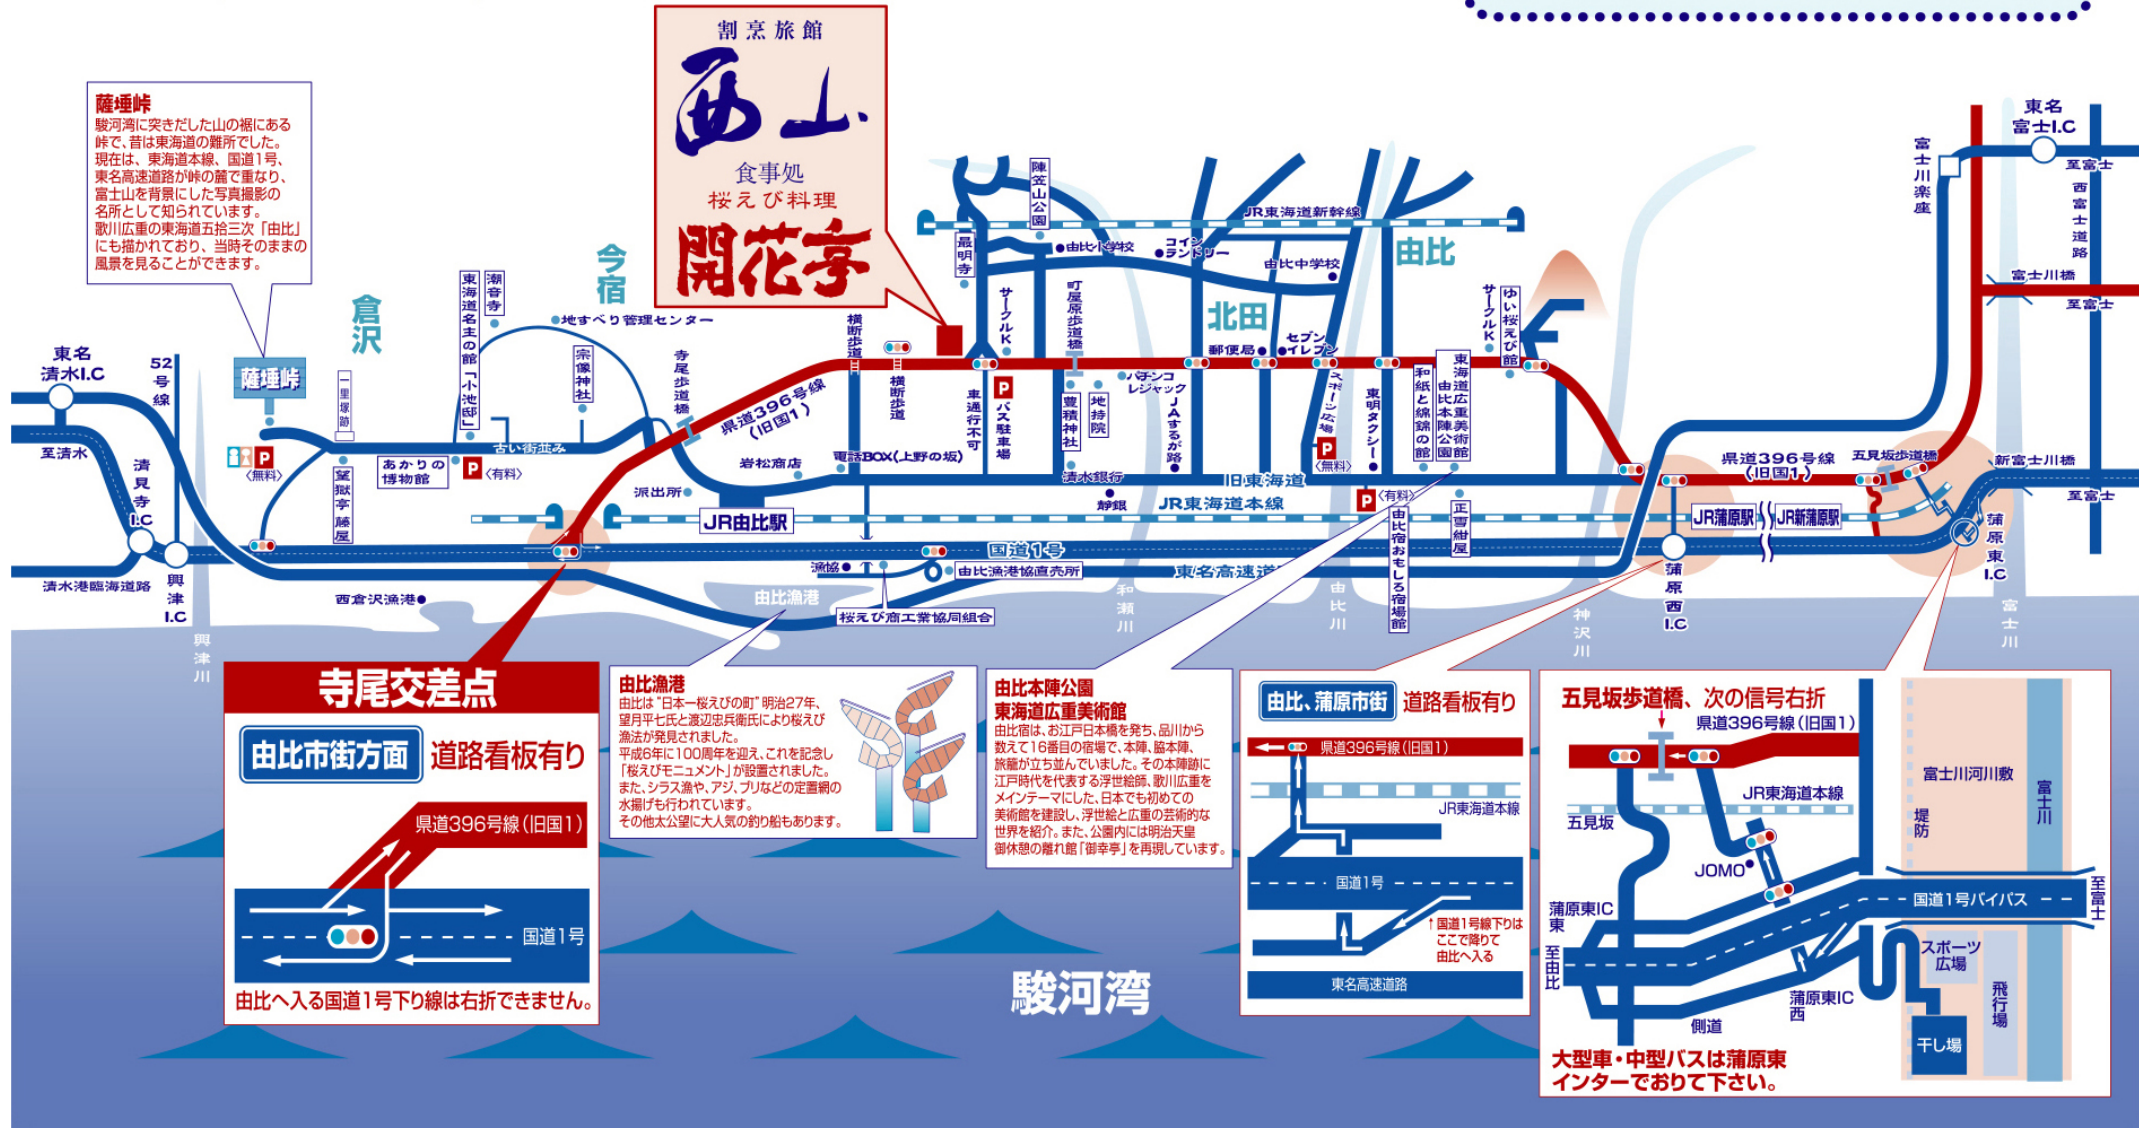 割烹旅館
西山
食事処
桜えび料理
開花亭
薩埵峠
駿河湾に突きだした山の裾にある
峠で、昔は東海道の難所でした。
現在は、東海道本線、国道1号、
東名高速道路が峠の麓で重なり、
富士山を背景にした写真撮影の
名所として知られています。
歌川広重の東海道五拾三次「由比」
にも描かれており、当時そのままの
風景を見ることができます。
倉沢
今宿
北田
由比
東名
清水I.C
52号線
薩埵峠
一里塚跡
東海道名主の館「小池邸」
潮音寺
地すべり管理センター
宗像神社
寺尾歩道橋
県道396号線
(旧国1)
横断歩道
横断歩道
最明寺
陳笠山公園
サークルK
由比小学校
町屋原歩道橋
コイン
ランドリー
JR東海道新幹線
由比中学校
郵便局
セブン
イレブン
サークルK
ゆい桜えび館
富士川楽座
東名
富士I.C
至富士
西富士道路
富士川橋
至富士
新富士川橋
至富士
至清水
清見寺I.C
P
〈無料〉
望嶽亭 藤屋
あかりの
博物館
P
〈有料〉
古い街並み
派出所
岩松商店
電話BOX(上野の坂)
車通行不可
P
バス駐車場
豊積神社
地持院
パチンコ
レジャック
JAするが路
清水銀行
静銀
スポーツ広場
P
〈無料〉
東明タクシー
和紙と綿錦の館
東海道広重美術館
由比本陣公園
旧東海道
P
〈有料〉
JR東海道本線
JR由比駅
由比宿おもしろ宿場館
正雪紺屋
県道396号線
(旧国1)
五見坂歩道橋
JR蒲原駅
JR新蒲原駅
蒲原東I.C
蒲原西I.C
国道1号
東名高速道
清水港臨海道路
興津I.C
西倉沢漁港
漁協
由比漁港協直売所
由比漁港
桜えび商工業協同組合
興津川
和瀬川
由比川
神沢川
富士川
寺尾交差点
由比市街方面
道路看板有り
県道396号線(旧国1)
国道1号
由比へ入る国道1号下り線は右折できません。
由比漁港
由比は“日本一桜えびの町”明治27年、
望月平七氏と渡辺忠兵衛氏により桜えび
漁法が発見されました。
平成6年に100周年を迎え、これを記念し
「桜えびモニュメント」が設置されました。
また、シラス漁や、アジ、ブリなどの定置網の
水揚げも行われています。
その他太公望に大人気の釣り船もあります。
由比本陣公園
東海道広重美術館
由比宿は、お江戸日本橋を発ち、品川から
数えて16番目の宿場で、本陣、脇本陣、
旅籠が立ち並んでいました。その本陣跡に
江戸時代を代表する浮世絵師、歌川広重を
メインテーマにした、日本でも初めての
美術館を建設し、浮世絵と広重の芸術的な
世界を紹介。また、公園内には明治天皇
御休憩の離れ館「御幸亭」を再現しています。
由比、蒲原市街
道路看板有り
県道396号線(旧国1)
JR東海道本線
国道1号
↑国道1号線下りは
ここで降りて
由比へ入る
東名高速道路
五見坂歩道橋、次の信号右折
県道396号線(旧国1)
JR東海道本線
五見坂
富士川河川敷
堤防
富士川
JOMO
蒲原東IC
東
至由比
国道1号バイパス
至富士
蒲原東IC
西
側道
スポーツ
広場
飛行場
干し場
大型車・中型バスは蒲原東
インターでおりて下さい。
駿河湾